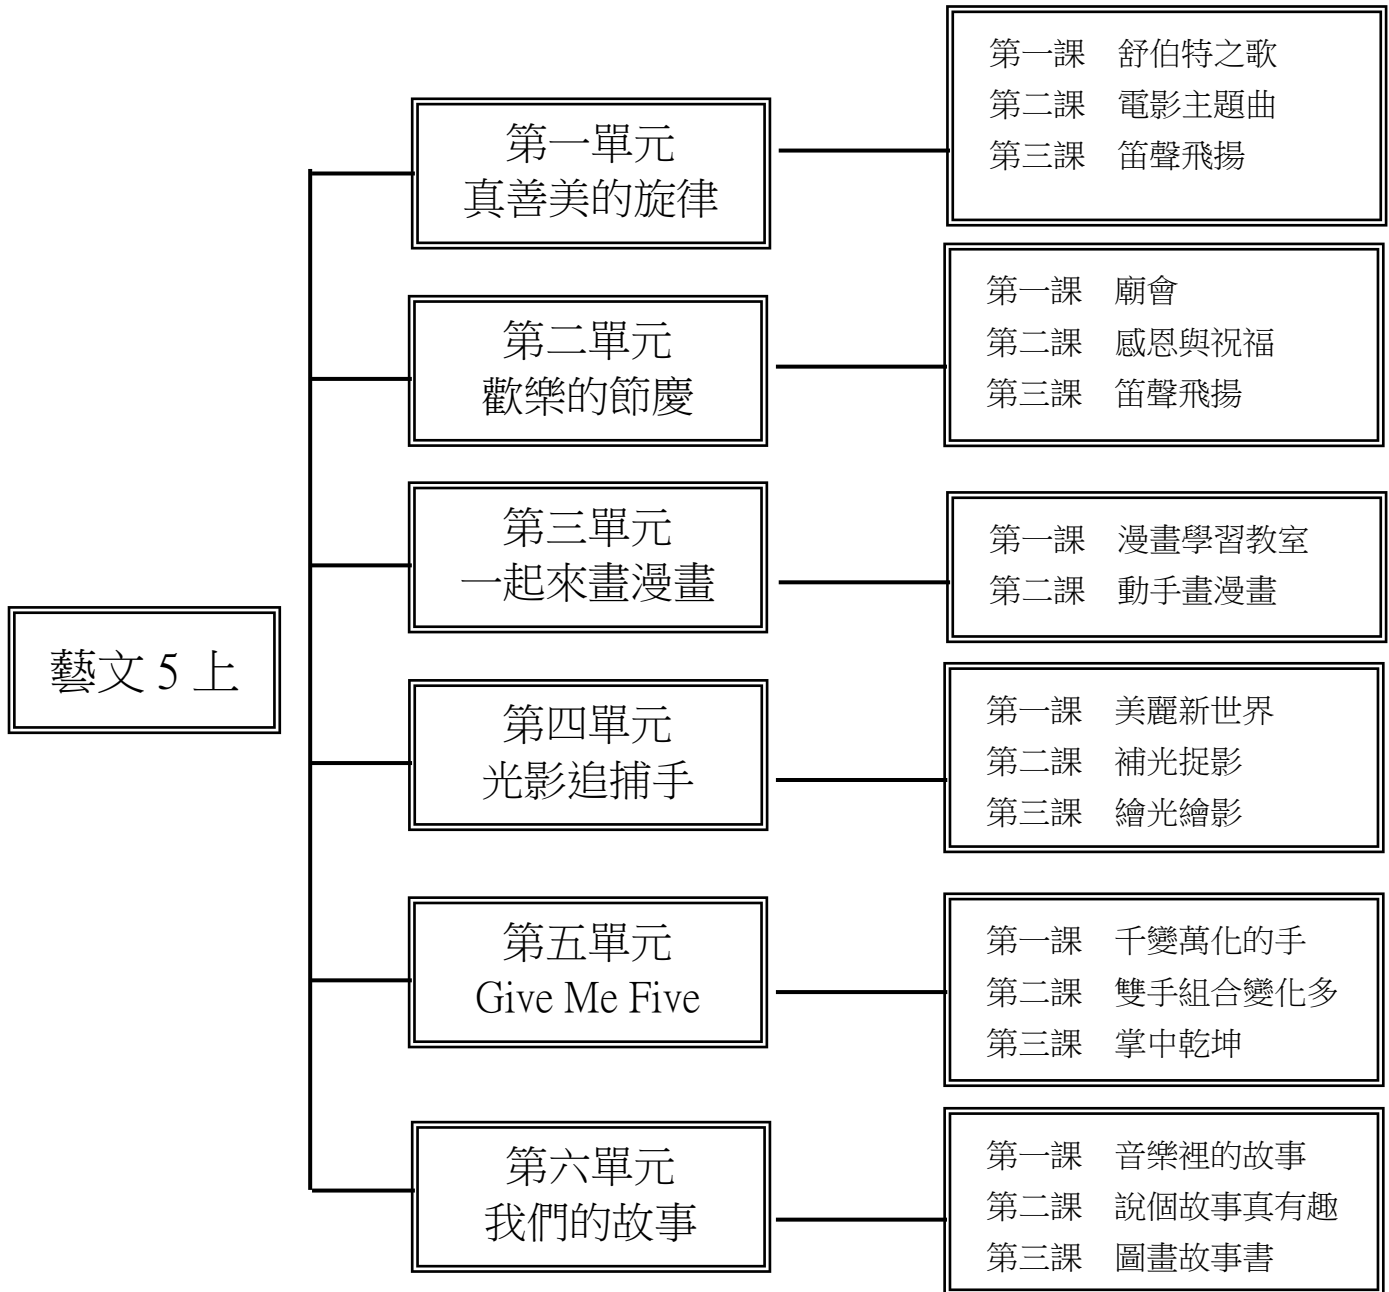 藝文 5 上
第一單元
真善美的旋律
第一課　舒伯特之歌
第二課　電影主題曲
第三課　笛聲飛揚
第二單元
歡樂的節慶
第一課　廟會
第二課　感恩與祝福
第三課　笛聲飛揚
第三單元
一起來畫漫畫
第一課　漫畫學習教室
第二課　動手畫漫畫
第四單元
光影追捕手
第一課　美麗新世界
第二課　補光捉影
第三課　繪光繪影
第五單元
Give Me Five
第一課　千變萬化的手
第二課　雙手組合變化多
第三課　掌中乾坤
第六單元
我們的故事
第一課　音樂裡的故事
第二課　說個故事真有趣
第三課　圖畫故事書